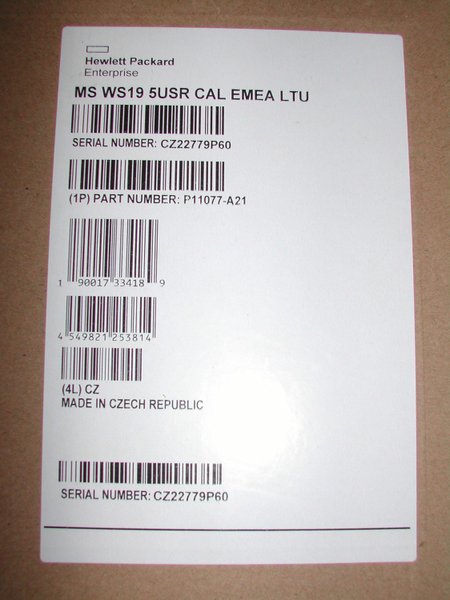 Hewlett Packard
Enterprise
MS WS19 5USR CAL EMEA LTU
SERIAL NUMBER: CZ22779P60
(1P) PART NUMBER: P11077-A21
1 90017 33418 9
4 549821 253814
(4L) CZ
MADE IN CZECH REPUBLIC
SERIAL NUMBER: CZ22779P60